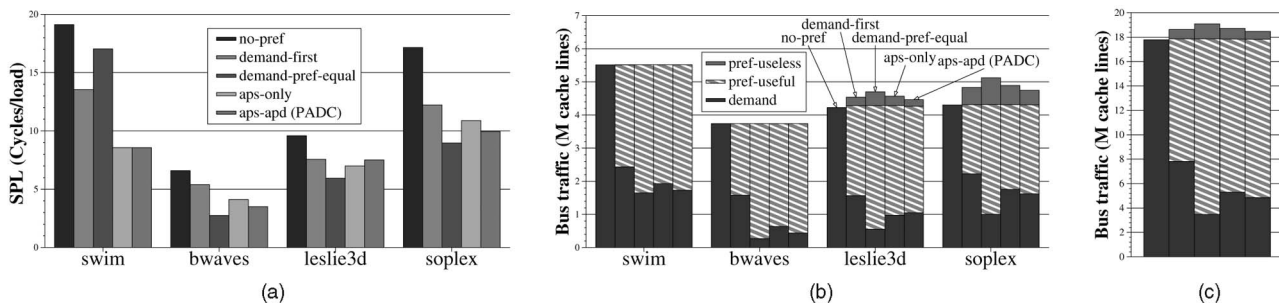 SPL (Cycles/load)
20
15
10
5
0
no-pref
demand-first
demand-pref-equal
aps-only
aps-apd (PADC)
swim bwaves leslie3d soplex
(a)
Bus traffic (M cache lines)
7
6
5
4
3
2
1
0
pref-useless
pref-useful
demand
demand-first
no-pref
demand-pref-equal
aps-only
aps-apd (PADC)
swim bwaves leslie3d soplex
(b)
Bus traffic (M cache lines)
20
18
16
14
12
10
8
6
4
2
0
(c)